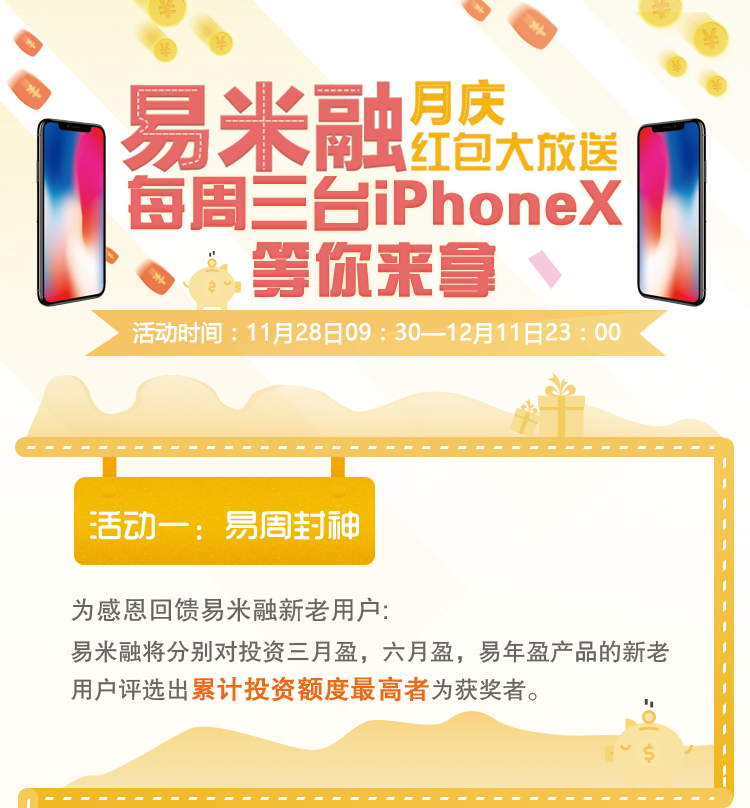 易米融月庆
红包大放送
每周三台iPhoneX
等你来拿
活动时间：11月28日09：30—12月11日23：00
活动一：易周封神
为感恩回馈易米融新老用户:
易米融将分别对投资三月盈，六月盈，易年盈产品的新老
用户评选出累计投资额度最高者为获奖者。